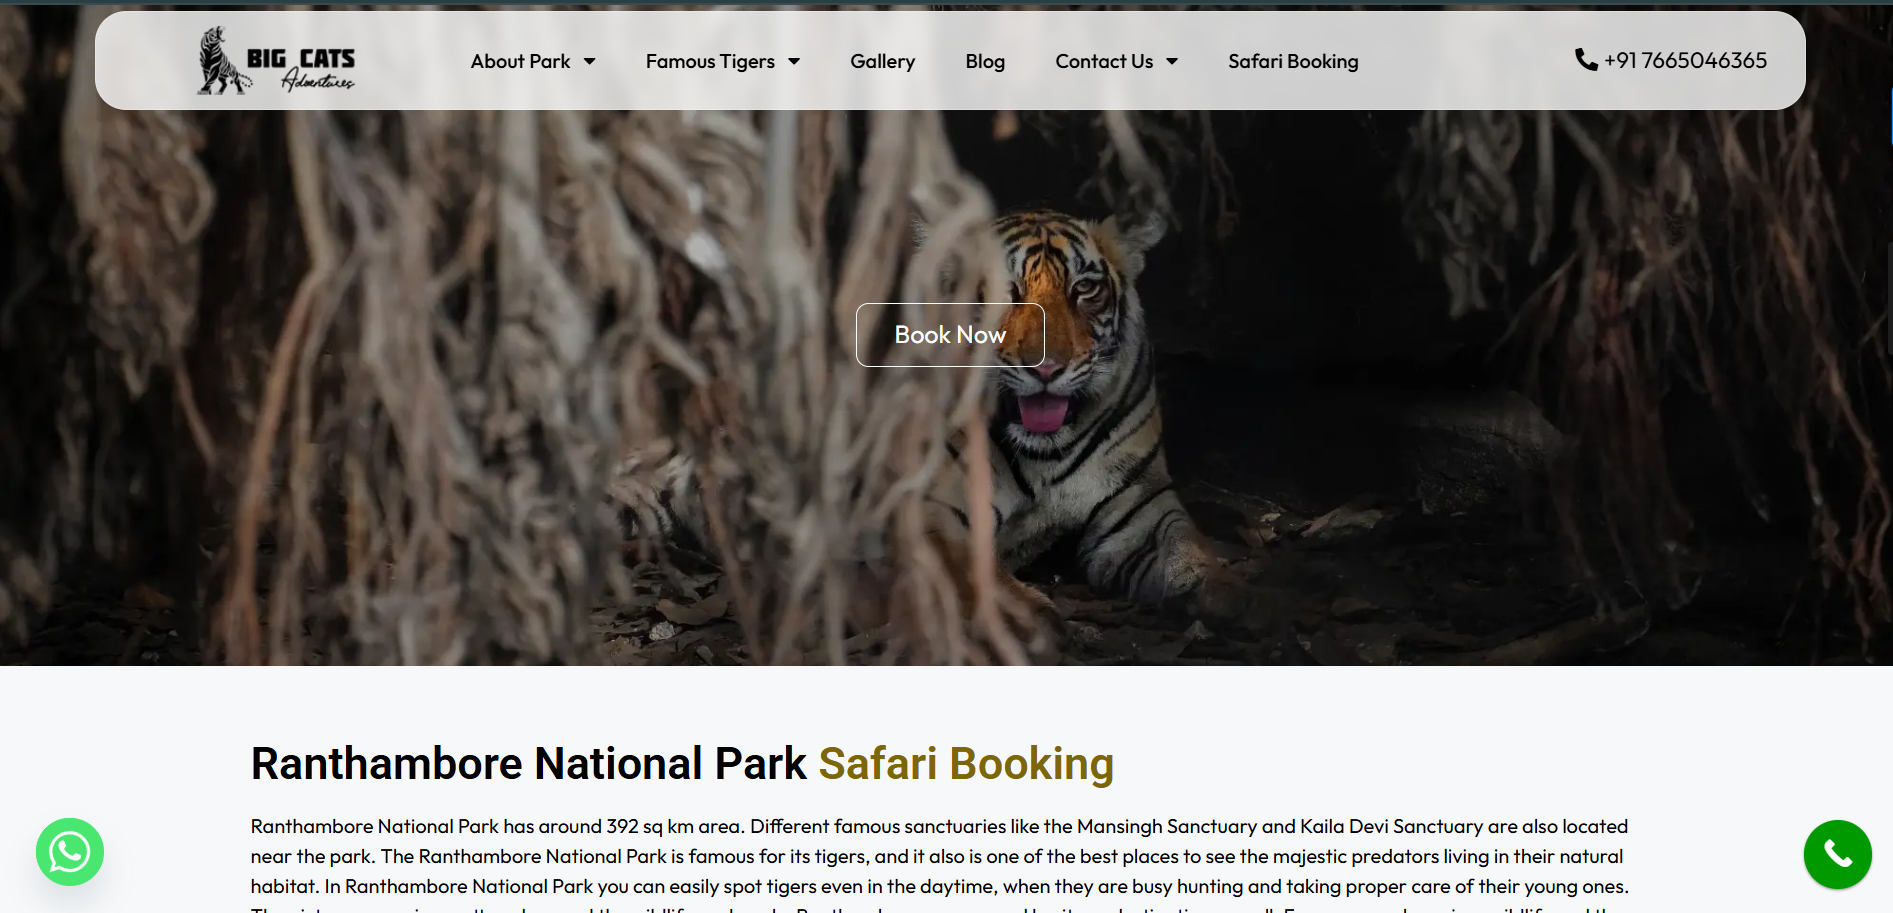 BIG CATS
Adventures
About Park
Famous Tigers
Gallery
Blog
Contact Us
Safari Booking
+91 7665046365
Book Now
Ranthambore National Park Safari Booking
Ranthambore National Park has around 392 sq km area. Different famous sanctuaries like the Mansingh Sanctuary and Kaila Devi Sanctuary are also located
near the park. The Ranthambore National Park is famous for its tigers, and it also is one of the best places to see the majestic predators living in their natural
habitat. In Ranthambore National Park you can easily spot tigers even in the daytime, when they are busy hunting and taking proper care of their young ones.